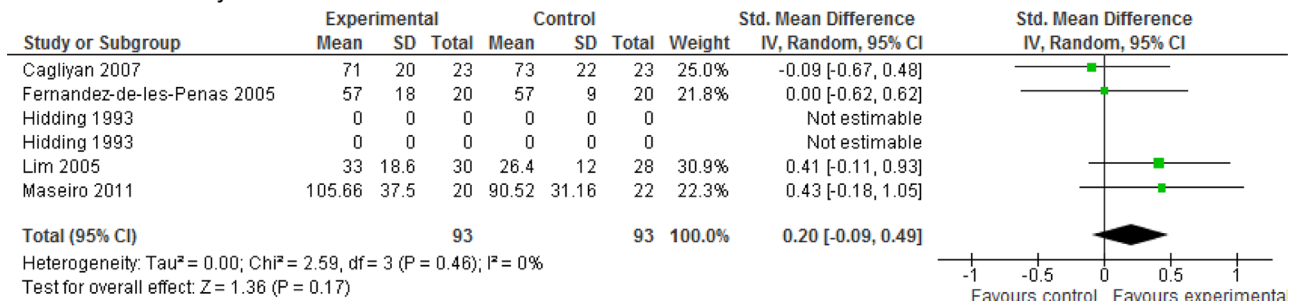 Experimental Control Std. Mean Difference Std. Mean Difference
Study or Subgroup Mean SD Total Mean SD Total Weight IV, Random, 95% CI IV, Random, 95% CI
Cagliyan 2007 71 20 23 73 22 23 25.0% -0.09 [-0.67, 0.48]
Fernandez-de-les-Penas 2005 57 18 20 57 9 20 21.8% 0.00 [-0.62, 0.62]
Hidding 1993 0 0 0 0 0 0 Not estimable
Hidding 1993 0 0 0 0 0 0 Not estimable
Lim 2005 33 18.6 30 26.4 12 28 30.9% 0.41 [-0.11, 0.93]
Maseiro 2011 105.66 37.5 20 90.52 31.16 22 22.3% 0.43 [-0.18, 1.05]
Total (95% CI) 93 93 100.0% 0.20 [-0.09, 0.49]
Heterogeneity: Tau² = 0.00; Chi² = 2.59, df = 3 (P = 0.46); I² = 0%
Test for overall effect: Z = 1.36 (P = 0.17)
-1 -0.5 0 0.5 1
Favours control Favours experimental